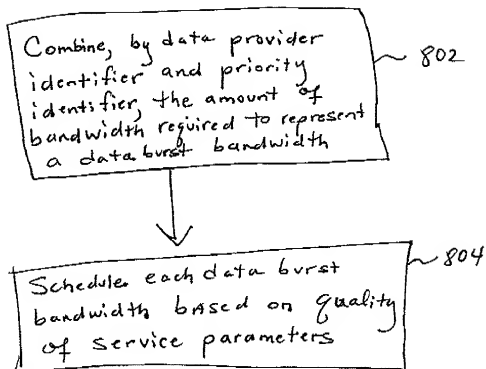 Combine, by data provider
identifier and priority
identifier, the amount of
bandwidth required to represent
a data burst bandwidth
802
Schedule each data burst
bandwidth based on quality
of service parameters
804